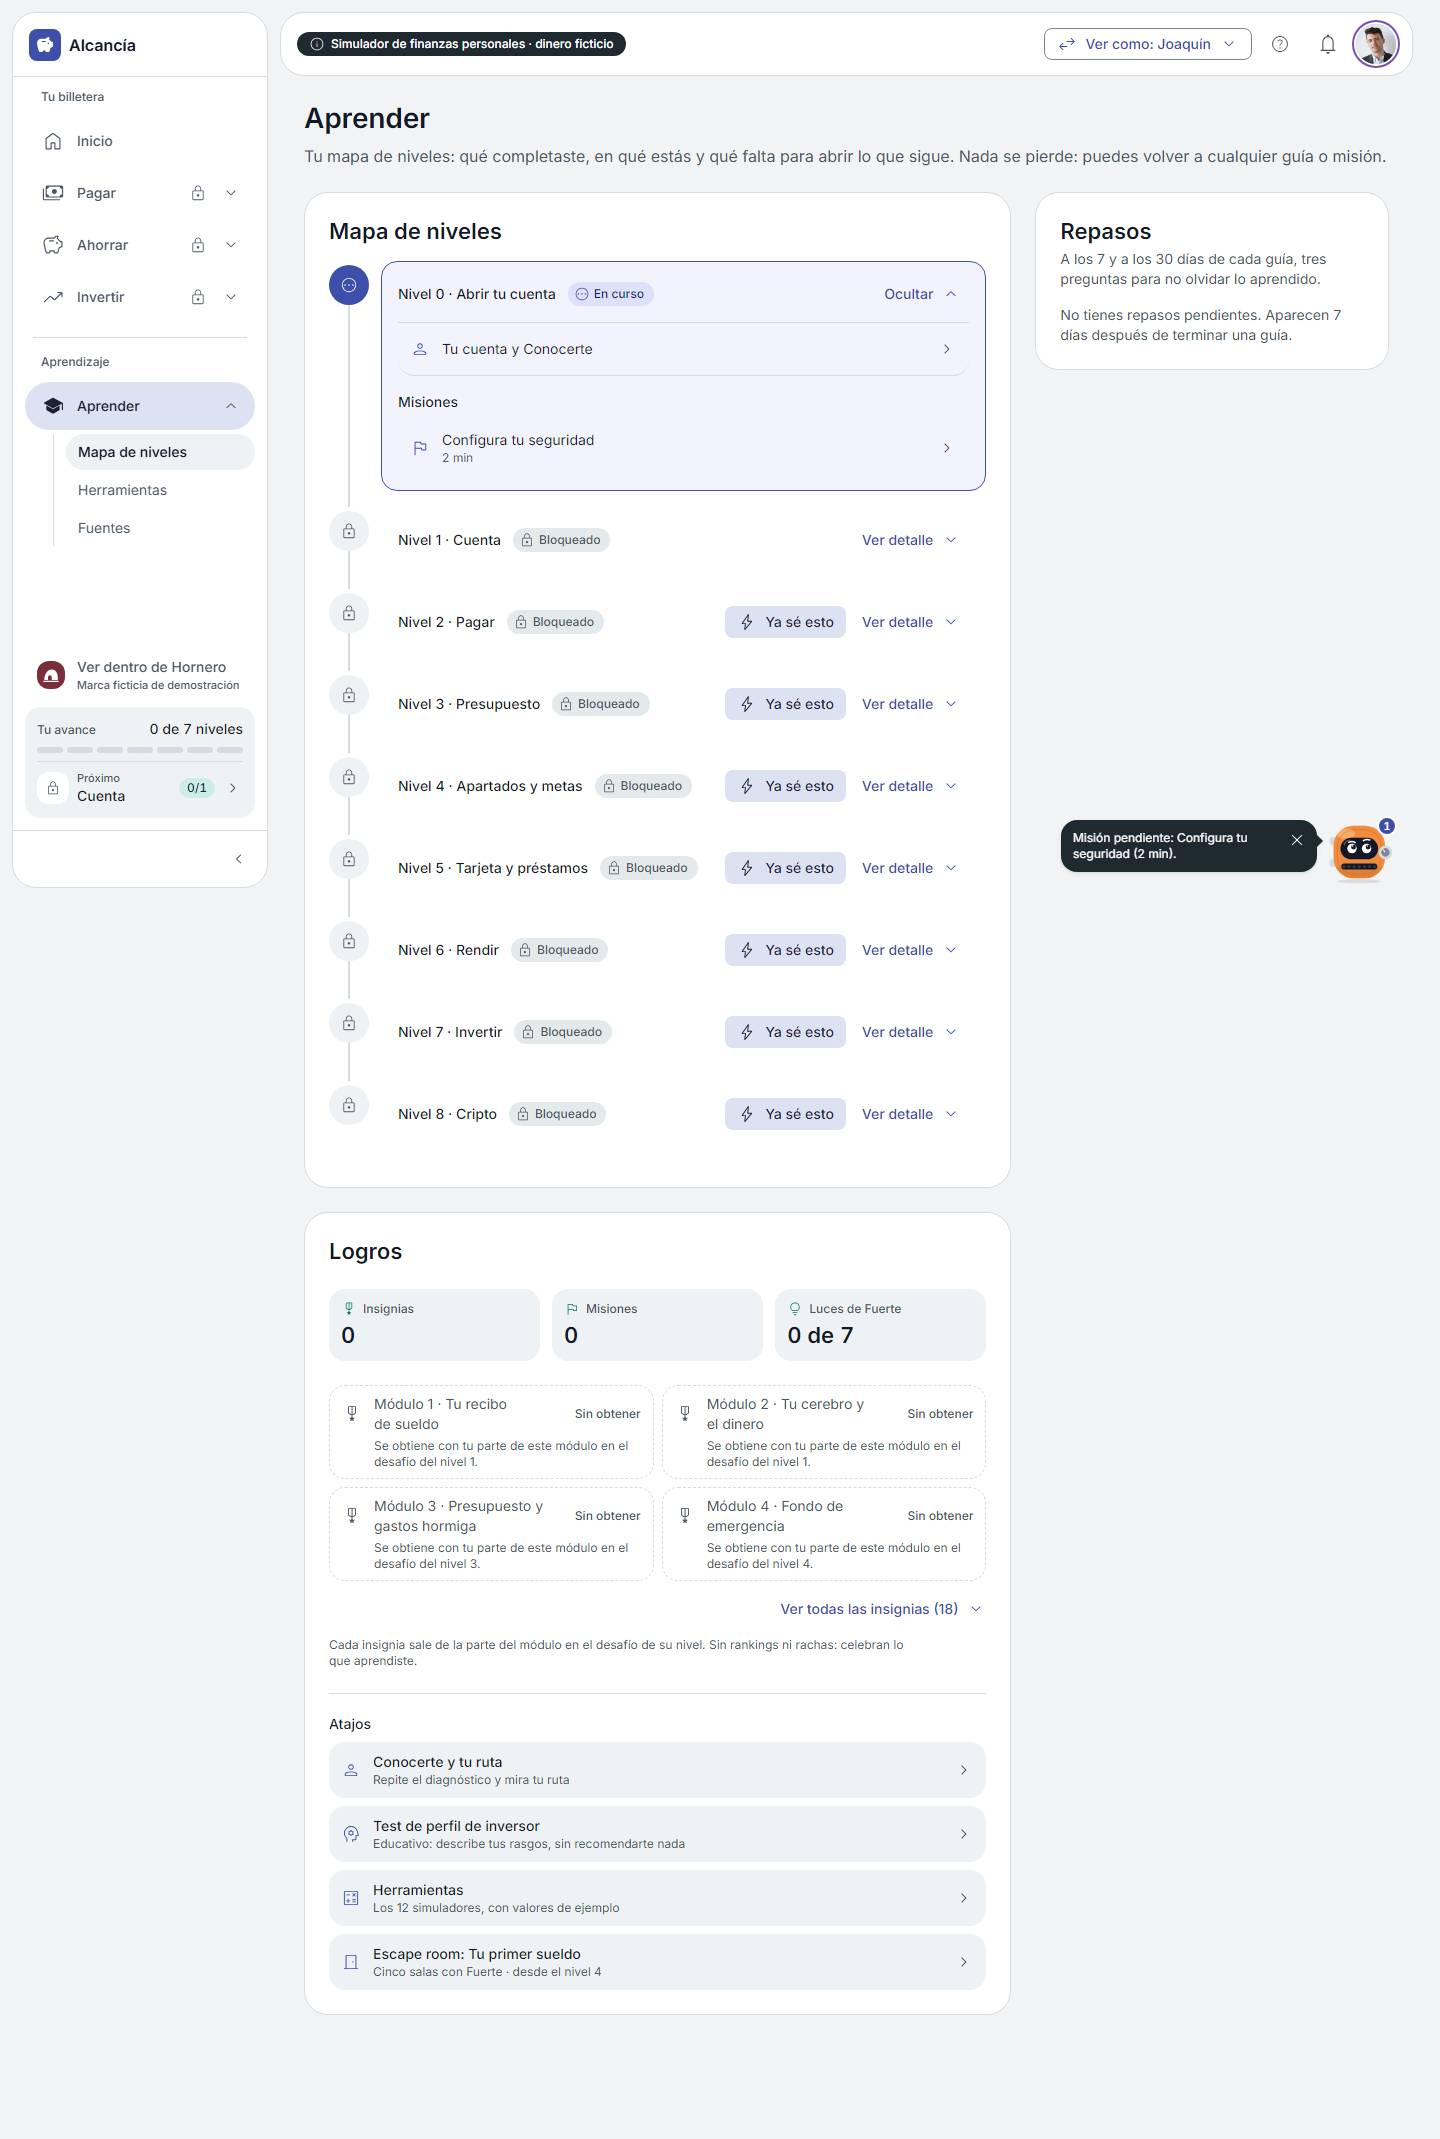 Alcancía
Tu billetera
Inicio
Pagar
Ahorrar
Invertir
Aprendizaje
Aprender
Mapa de niveles
Herramientas
Fuentes
Ver dentro de Hornero
Marca ficticia de demostración
Tu avance
0 de 7 niveles
Próximo
Cuenta
0/1
Simulador de finanzas personales · dinero ficticio
Ver como: Joaquín
Aprender
Tu mapa de niveles: qué completaste, en qué estás y qué falta para abrir lo que sigue. Nada se pierde: puedes volver a cualquier guía o misión.
Mapa de niveles
Nivel 0 · Abrir tu cuenta
En curso
Ocultar
Tu cuenta y Conocerte
Misiones
Configura tu seguridad
2 min
Nivel 1 · Cuenta
Bloqueado
Ver detalle
Nivel 2 · Pagar
Bloqueado
Ya sé esto
Ver detalle
Nivel 3 · Presupuesto
Bloqueado
Ya sé esto
Ver detalle
Nivel 4 · Apartados y metas
Bloqueado
Ya sé esto
Ver detalle
Nivel 5 · Tarjeta y préstamos
Bloqueado
Ya sé esto
Ver detalle
Nivel 6 · Rendir
Bloqueado
Ya sé esto
Ver detalle
Nivel 7 · Invertir
Bloqueado
Ya sé esto
Ver detalle
Nivel 8 · Cripto
Bloqueado
Ya sé esto
Ver detalle
Repasos
A los 7 y a los 30 días de cada guía, tres
preguntas para no olvidar lo aprendido.
No tienes repasos pendientes. Aparecen 7
días después de terminar una guía.
Misión pendiente: Configura tu
seguridad (2 min).
1
Logros
Insignias
0
Misiones
0
Luces de Fuerte
0 de 7
Módulo 1 · Tu recibo
de sueldo
Sin obtener
Se obtiene con tu parte de este módulo en el
desafío del nivel 1.
Módulo 2 · Tu cerebro y
el dinero
Sin obtener
Se obtiene con tu parte de este módulo en el
desafío del nivel 1.
Módulo 3 · Presupuesto y
gastos hormiga
Sin obtener
Se obtiene con tu parte de este módulo en el
desafío del nivel 3.
Módulo 4 · Fondo de
emergencia
Sin obtener
Se obtiene con tu parte de este módulo en el
desafío del nivel 4.
Ver todas las insignias (18)
Cada insignia sale de la parte del módulo en el desafío de su nivel. Sin rankings ni rachas: celebran lo
que aprendiste.
Atajos
Conocerte y tu ruta
Repite el diagnóstico y mira tu ruta
Test de perfil de inversor
Educativo: describe tus rasgos, sin recomendarte nada
Herramientas
Los 12 simuladores, con valores de ejemplo
Escape room: Tu primer sueldo
Cinco salas con Fuerte · desde el nivel 4